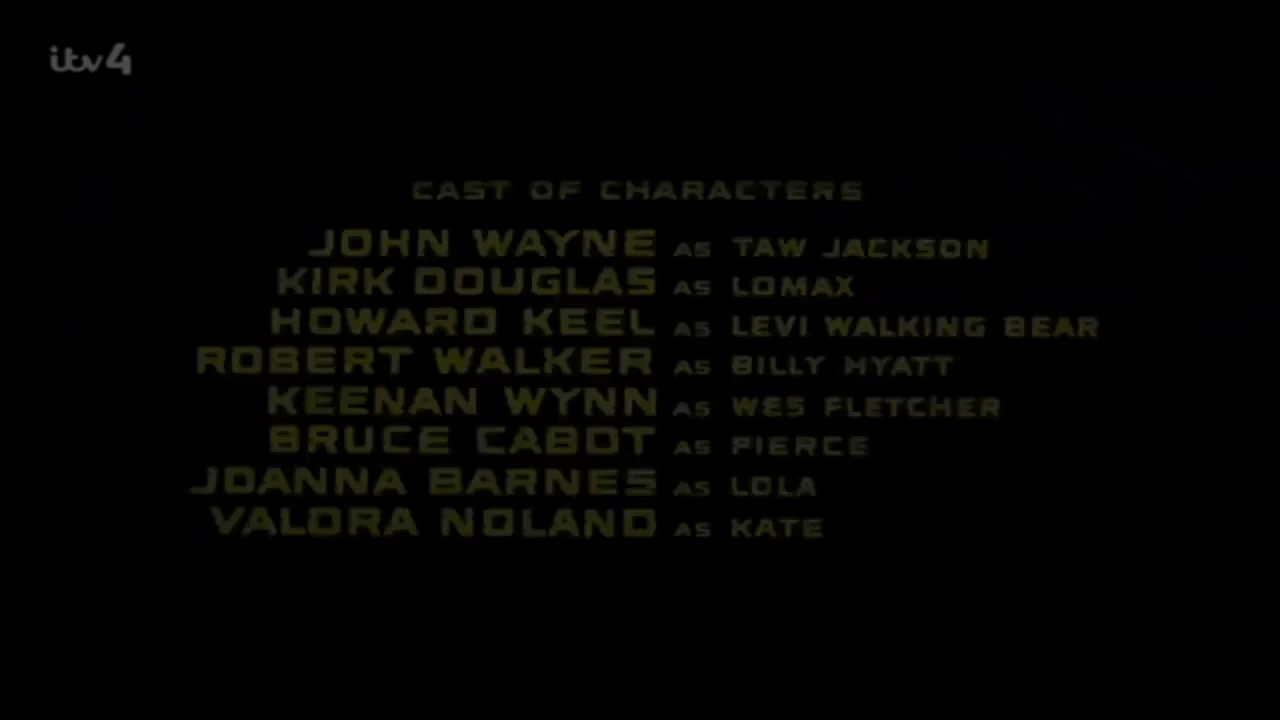 itv4
CAST OF CHARACTERS
JOHN WAYNE AS TAW JACKSON
KIRK DOUGLAS AS LOMAX
HOWARD KEEL AS LEVI WALKING BEAR
ROBERT WALKER AS BILLY HYATT
KEENAN WYNN AS WES FLETCHER
BRUCE CABOT AS PIERCE
JOANNA BARNES AS LOLA
VALORA NOLAND AS KATE